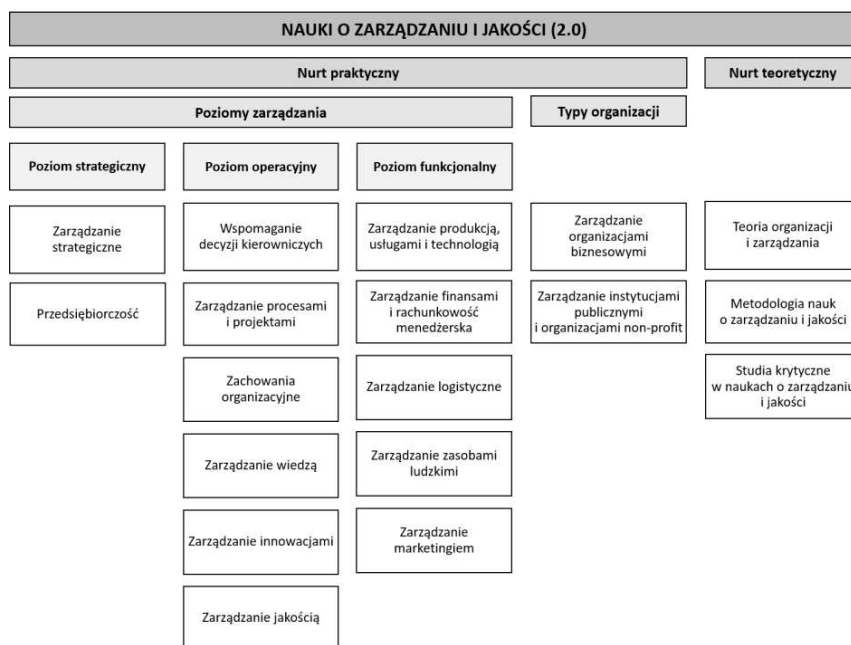 NAUKI O ZARZĄDZANIU I JAKOŚCI (2.0)
Nurt praktyczny
Nurt teoretyczny
Poziomy zarządzania
Typy organizacji
Poziom strategiczny
Poziom operacyjny
Poziom funkcjonalny
Zarządzanie
strategiczne
Wspomaganie
decyzji kierowniczych
Zarządzanie produkcją,
usługami i technologią
Zarządzanie
organizacjami
biznesowymi
Teoria organizacji
i zarządzania
Przedsiębiorczość
Zarządzanie procesami
i projektami
Zarządzanie finansami
i rachunkowość
menedżerska
Zarządzanie instytucjami
publicznymi
i organizacjami non-profit
Metodologia nauk
o zarządzaniu i jakości
Zachowania
organizacyjne
Zarządzanie logistyczne
Studia krytyczne
w naukach o zarządzaniu
i jakości
Zarządzanie wiedzą
Zarządzanie zasobami
ludzkimi
Zarządzanie innowacjami
Zarządzanie
marketingiem
Zarządzanie jakością